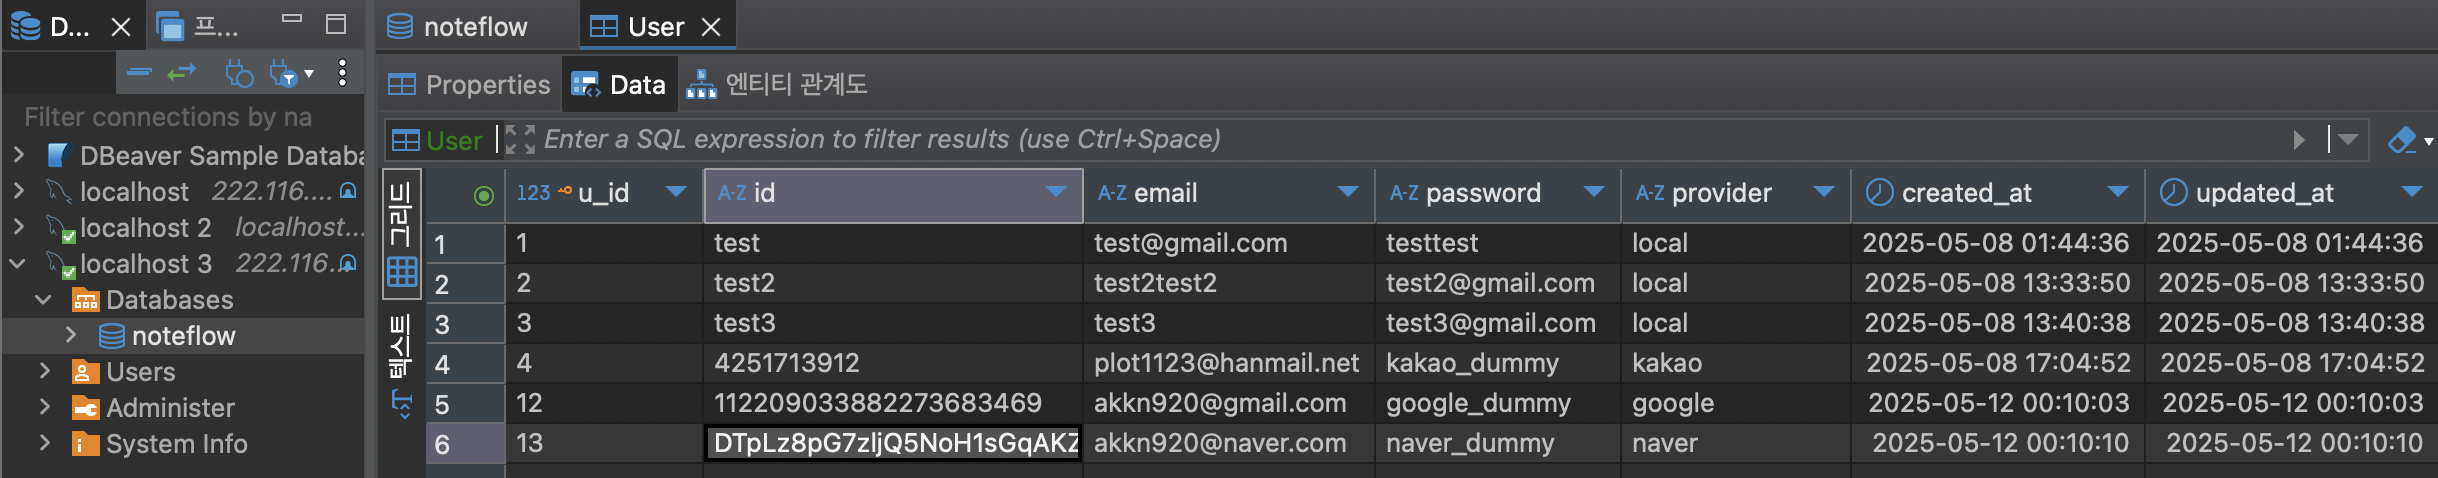 D... 프...
noteflow User
Properties Data 엔티티 관계도
Filter connections by na
User Enter a SQL expression to filter results (use Ctrl+Space)
DBeaver Sample Databa
localhost 222.116....
localhost 2 localhost...
localhost 3 222.116...
Databases
noteflow
Users
Administer
System Info
그리드
텍스트
123 u_id A-Z id A-Z email A-Z password A-Z provider created_at updated_at
1 1 test test@gmail.com testtest local 2025-05-08 01:44:36 2025-05-08 01:44:36
2 2 test2 test2test2 test2@gmail.com local 2025-05-08 13:33:50 2025-05-08 13:33:50
3 3 test3 test3 test3@gmail.com local 2025-05-08 13:40:38 2025-05-08 13:40:38
4 4 4251713912 plot1123@hanmail.net kakao_dummy kakao 2025-05-08 17:04:52 2025-05-08 17:04:52
5 12 112209033882273683469 akkn920@gmail.com google_dummy google 2025-05-12 00:10:03 2025-05-12 00:10:03
6 13 akkn920@naver.com naver_dummy naver 2025-05-12 00:10:10 2025-05-12 00:10:10